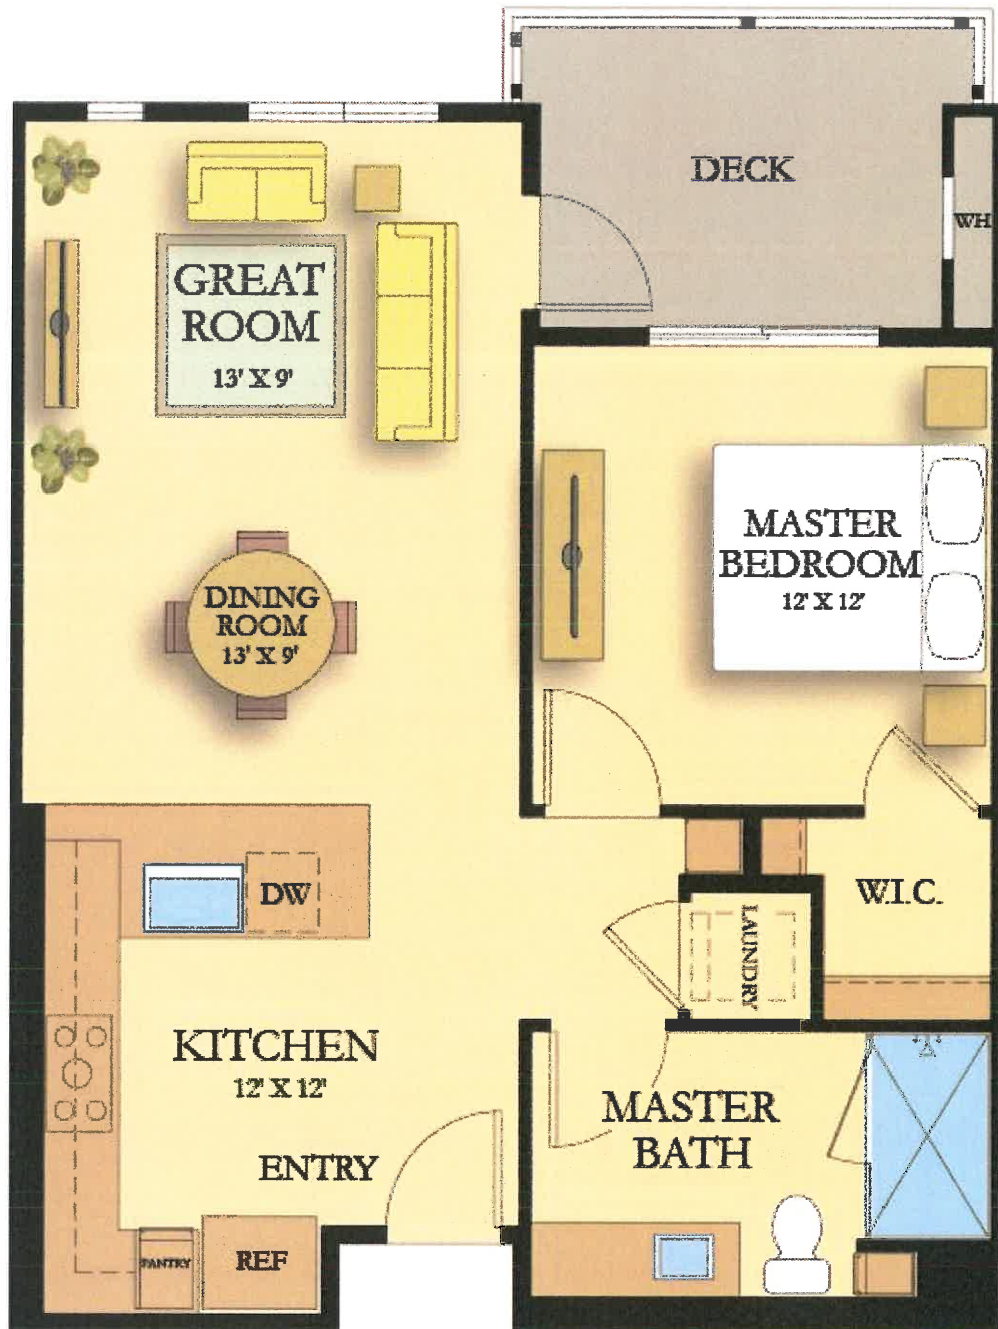 DECK
WH
GREAT
ROOM
13' X 9'
MASTER
BEDROOM
12' X 12'
DINING
ROOM
13' X 9'
DW
W.I.C.
LAUNDRY
KITCHEN
12' X 12'
MASTER
BATH
ENTRY
PANTRY
REF